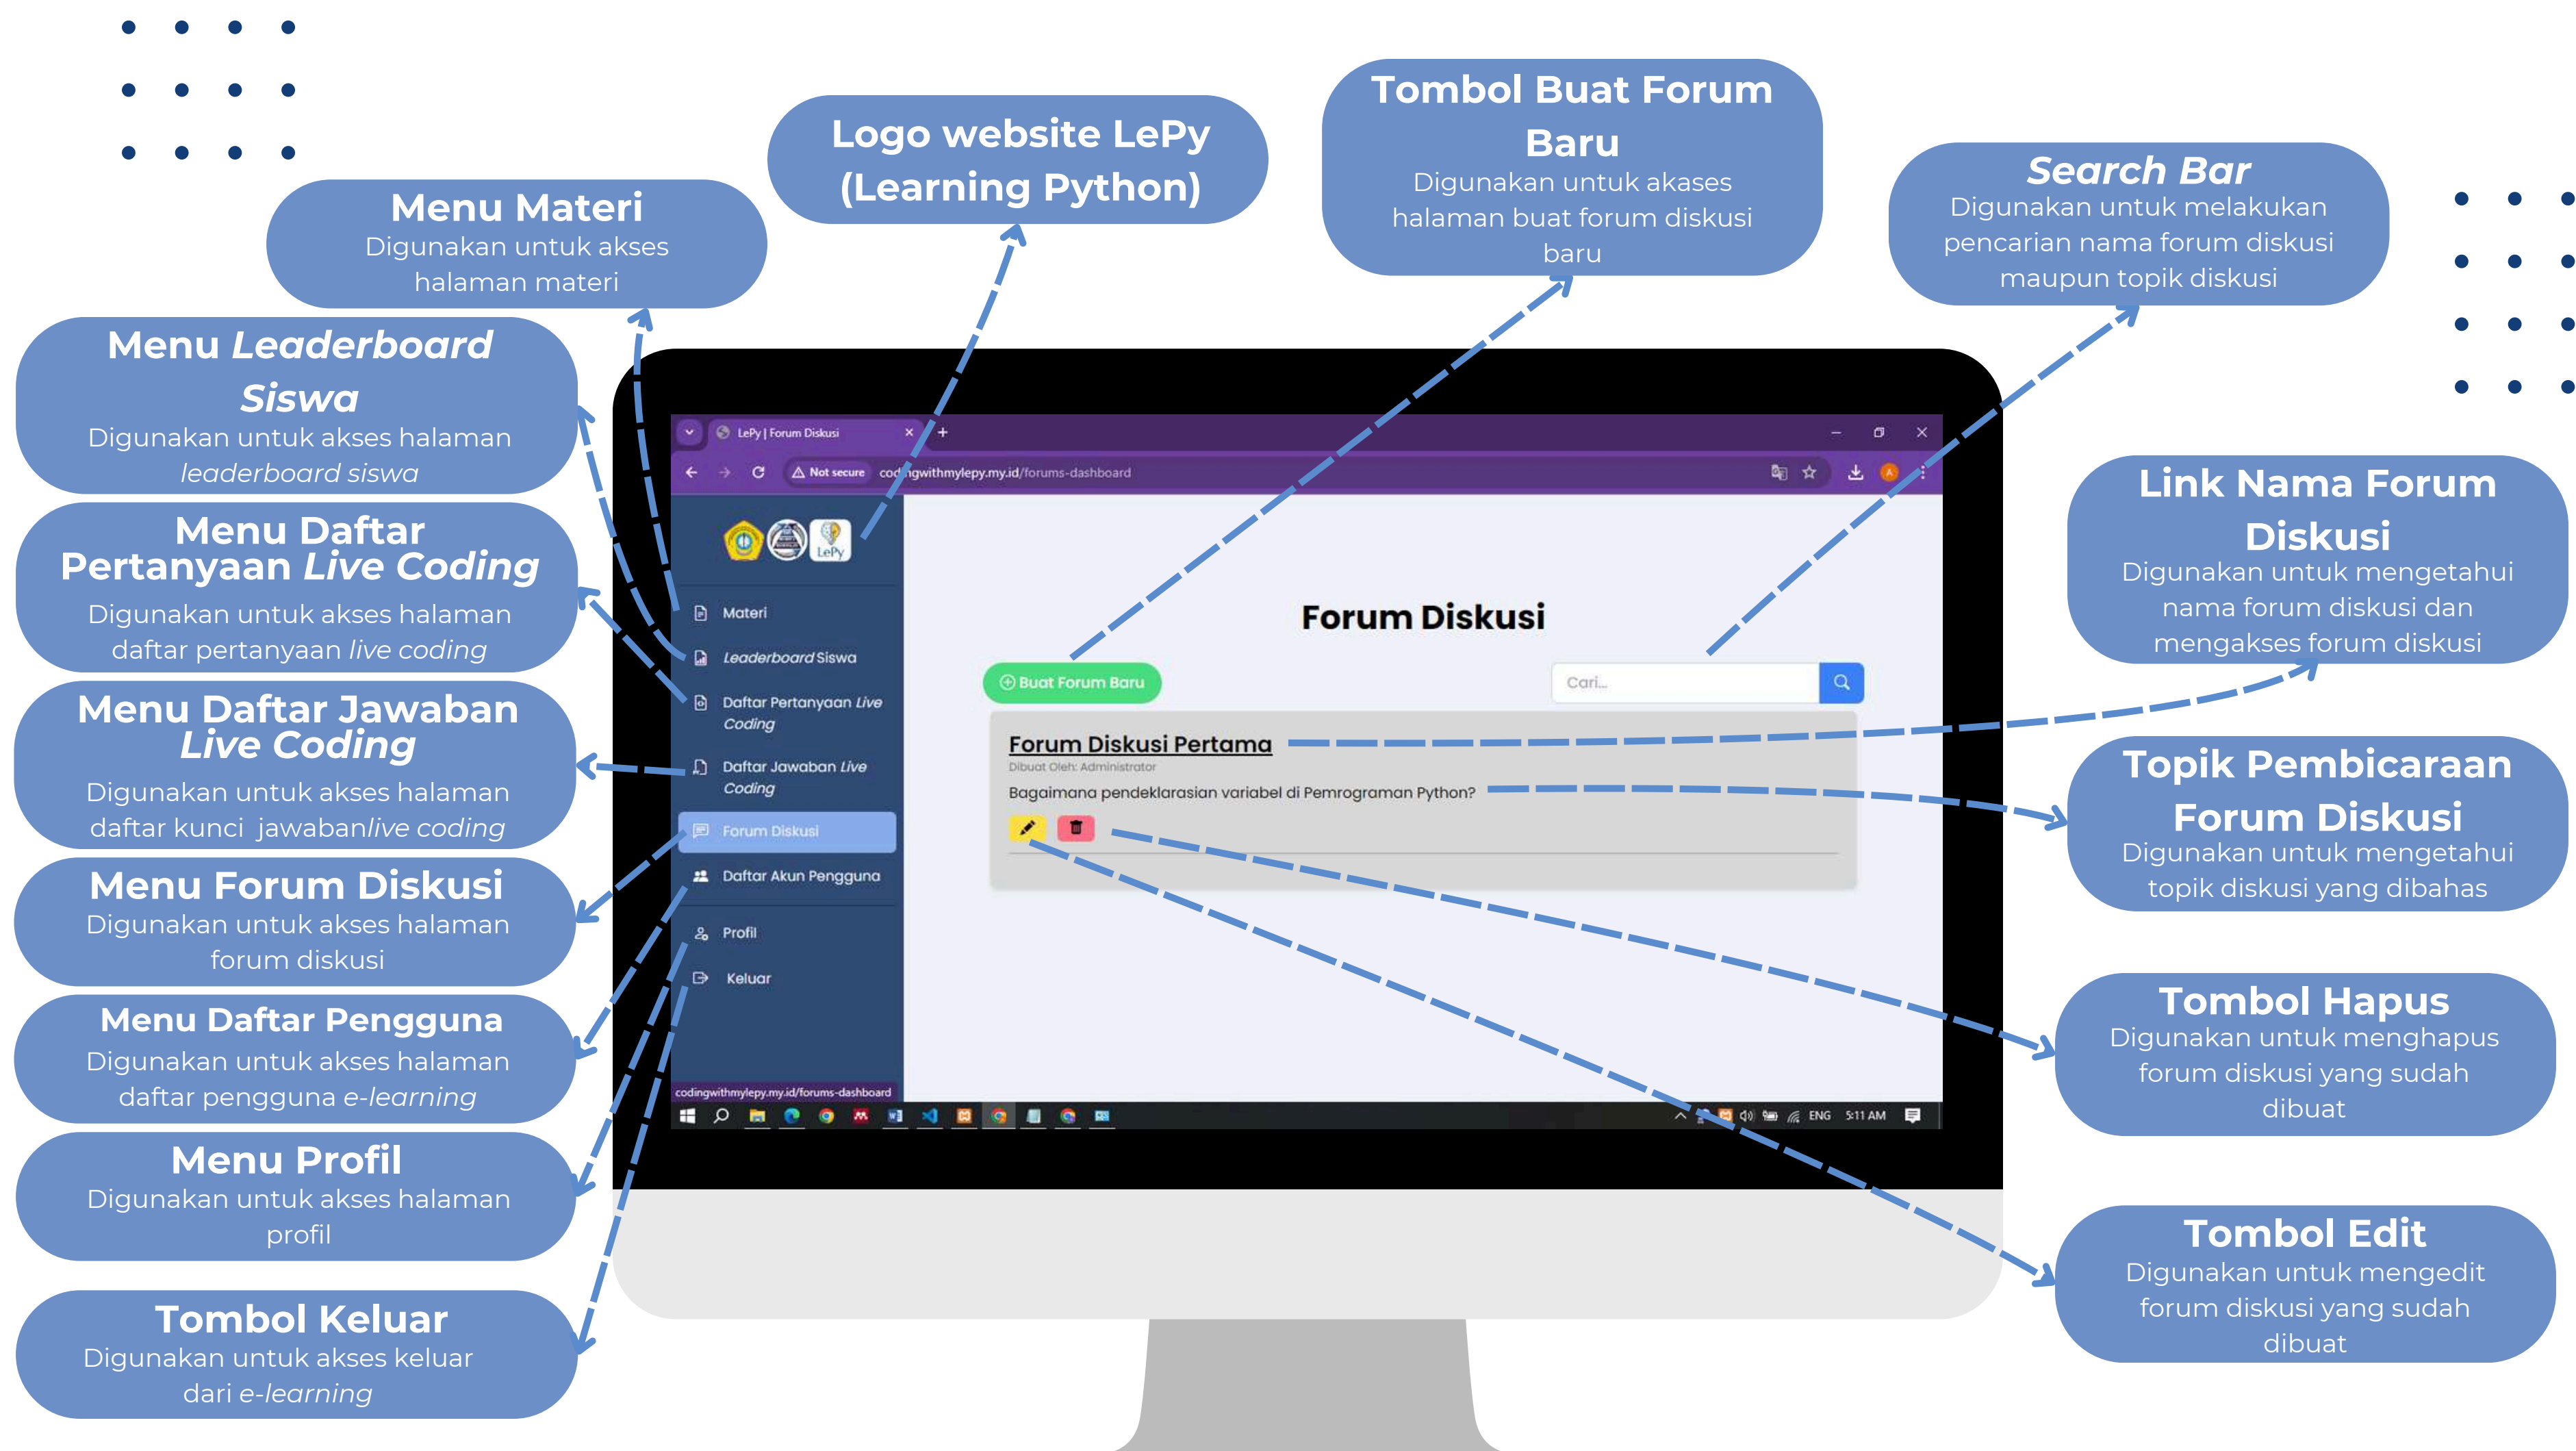 Tombol Buat Forum
Baru
Digunakan untuk akases
halaman buat forum diskusi
baru
Logo website LePy
(Learning Python)
Search Bar
Digunakan untuk melakukan
pencarian nama forum diskusi
maupun topik diskusi
Menu Materi
Digunakan untuk akses
halaman materi
Menu Leaderboard
Siswa
Digunakan untuk akses halaman
leaderboard siswa
Menu Daftar
Pertanyaan Live Coding
Digunakan untuk akses halaman
daftar pertanyaan live coding
Menu Daftar Jawaban
Live Coding
Digunakan untuk akses halaman
daftar kunci jawabanlive coding
Menu Forum Diskusi
Digunakan untuk akses halaman
forum diskusi
Menu Daftar Pengguna
Digunakan untuk akses halaman
daftar pengguna e-learning
Menu Profil
Digunakan untuk akses halaman
profil
Tombol Keluar
Digunakan untuk akses keluar
dari e-learning
LePy | Forum Diskusi
Not secure codingwithmylepy.my.id/forums-dashboard
LePy
Materi
Leaderboard Siswa
Daftar Pertanyaan Live
Coding
Daftar Jawaban Live
Coding
Forum Diskusi
Daftar Akun Pengguna
Profil
Keluar
codingwithmylepy.my.id/forums-dashboard
Forum Diskusi
Buat Forum Baru
Cari...
Forum Diskusi Pertama
Dibuat Oleh: Administrator
Bagaimana pendeklarasian variabel di Pemrograman Python?
ENG 5:11 AM
Link Nama Forum
Diskusi
Digunakan untuk mengetahui
nama forum diskusi dan
mengakses forum diskusi
Topik Pembicaraan
Forum Diskusi
Digunakan untuk mengetahui
topik diskusi yang dibahas
Tombol Hapus
Digunakan untuk menghapus
forum diskusi yang sudah
dibuat
Tombol Edit
Digunakan untuk mengedit
forum diskusi yang sudah
dibuat